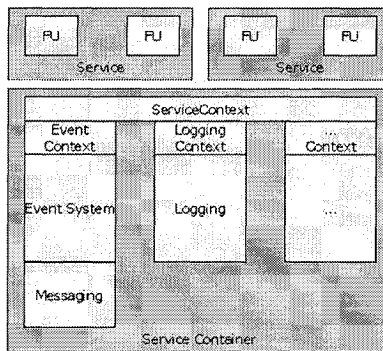 FU FU FU FU
Service Service
ServiceContext
Event Context
Logging Context
... Context
Event System
Logging
...
Messaging
Service Container